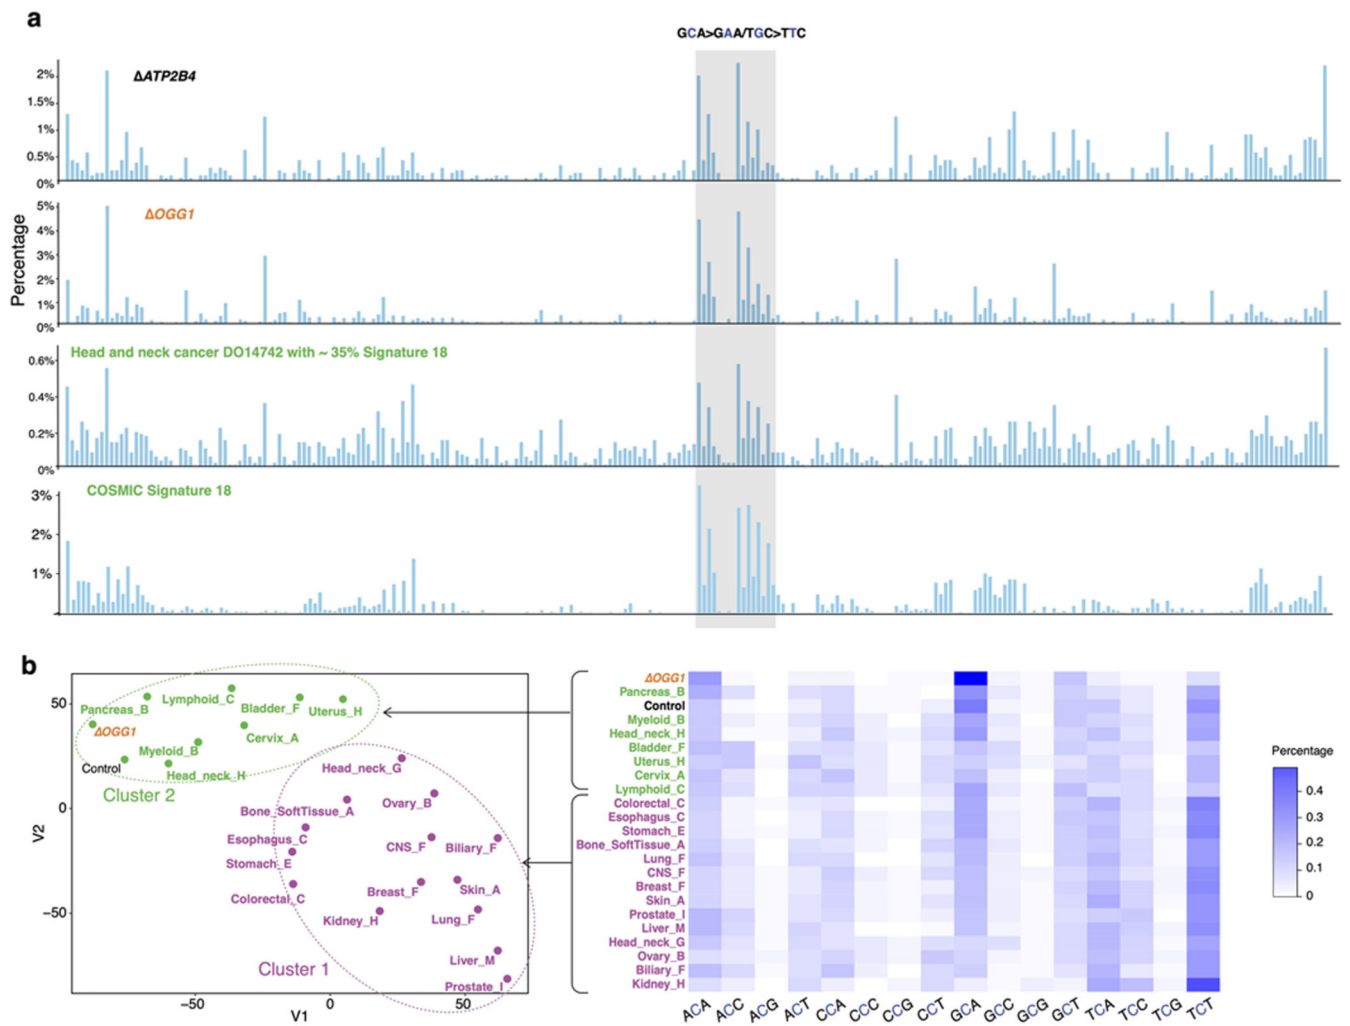 a
GCA>GAA/TGC>TTC
Percentage
2%
1.5%
1%
0.5%
0%
ΔATP2B4
5%
4%
3%
2%
1%
0%
ΔOGG1
0.6%
0.4%
0.2%
0%
Head and neck cancer DO14742 with ~ 35% Signature 18
3%
2%
1%
COSMIC Signature 18
b
V2
50
0
−50
Lymphoid_C
Pancreas_B
Bladder_F
Uterus_H
ΔOGG1
Cervix_A
Myeloid_B
Control
Head_neck_H
Cluster 2
Head_neck_G
Bone_SoftTissue_A
Ovary_B
Esophagus_C
CNS_F
Biliary_F
Stomach_E
Breast_F
Skin_A
Colorectal_C
Kidney_H
Lung_F
Liver_M
Cluster 1
Prostate_I
−50
0
50
V1
ΔOGG1
Pancreas_B
Control
Myeloid_B
Head_neck_H
Bladder_F
Uterus_H
Cervix_A
Lymphoid_C
Colorectal_C
Esophagus_C
Stomach_E
Bone_SoftTissue_A
Lung_F
CNS_F
Breast_F
Skin_A
Prostate_I
Liver_M
Head_neck_G
Ovary_B
Biliary_F
Kidney_H
ACA ACC ACG ACT CCA CCC CCG CCT GCA GCC GCG GCT TCA TCC TCG TCT
Percentage
0.4
0.3
0.2
0.1
0